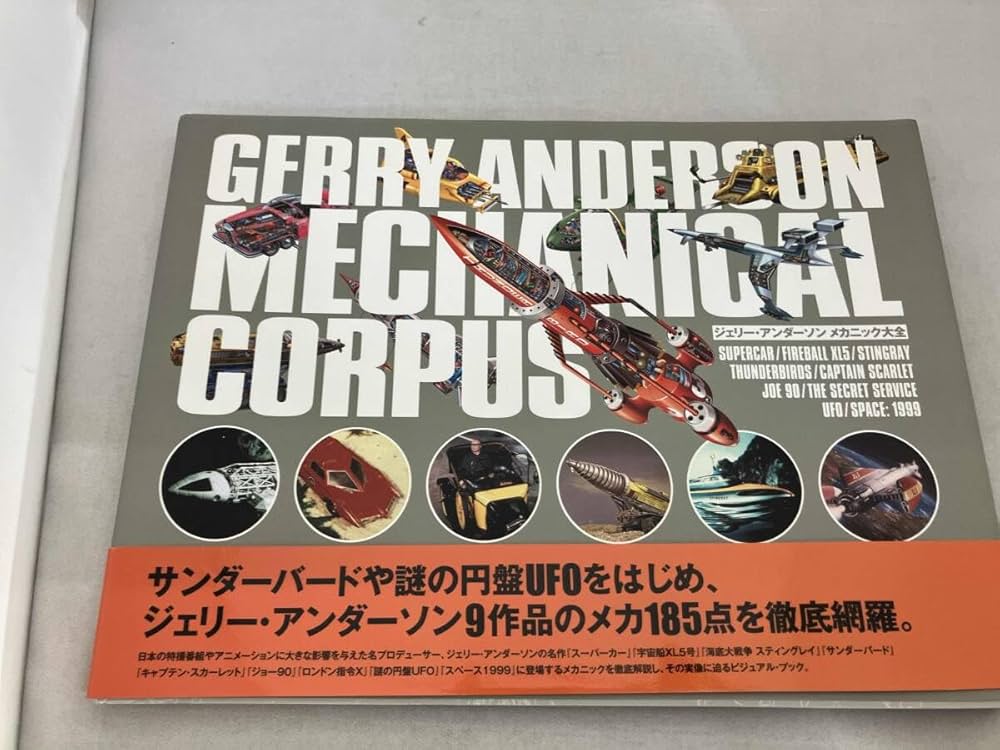 GERRY ANDERSON
MECHANICAL
CORPUS
ジェリー・アンダーソン メカニック大全
SUPERCAR/FIREBALL XL5/STINGRAY
THUNDERBIRDS/CAPTAIN SCARLET
JOE 90/THE SECRET SERVICE
UFO/SPACE: 1999
サンダーバードや謎の円盤UFOをはじめ、
ジェリー・アンダーソン9作品のメカ185点を徹底網羅。
日本の特撮番組やアニメーションに大きな影響を与えた名プロデューサー、ジェリー・アンダーソンの名作『スーパーカー』『宇宙船XL5号』『海底大戦争 スティングレイ』『サンダーバード』
『キャプテン・スカーレット』『ジョー90』『ロンドン指令X』『謎の円盤UFO』『スペース1999』に登場するメカニックを徹底解説し、その実像に迫るビジュアル・ブック。